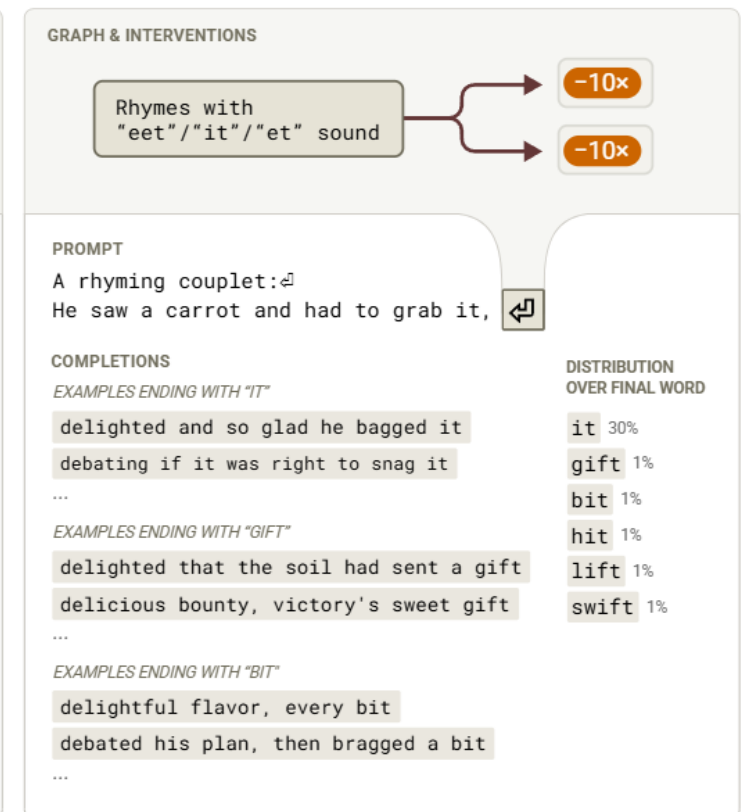 GRAPH & INTERVENTIONS
Rhymes with
"eet"/"it"/"et" sound
−10×
−10×
PROMPT
A rhyming couplet:⏎
He saw a carrot and had to grab it, ⏎
COMPLETIONS
EXAMPLES ENDING WITH "IT"
delighted and so glad he bagged it
debating if it was right to snag it
...
EXAMPLES ENDING WITH "GIFT"
delighted that the soil had sent a gift
delicious bounty, victory's sweet gift
...
EXAMPLES ENDING WITH "BIT"
delightful flavor, every bit
debated his plan, then bragged a bit
...
DISTRIBUTION
OVER FINAL WORD
it 30%
gift 1%
bit 1%
hit 1%
lift 1%
swift 1%